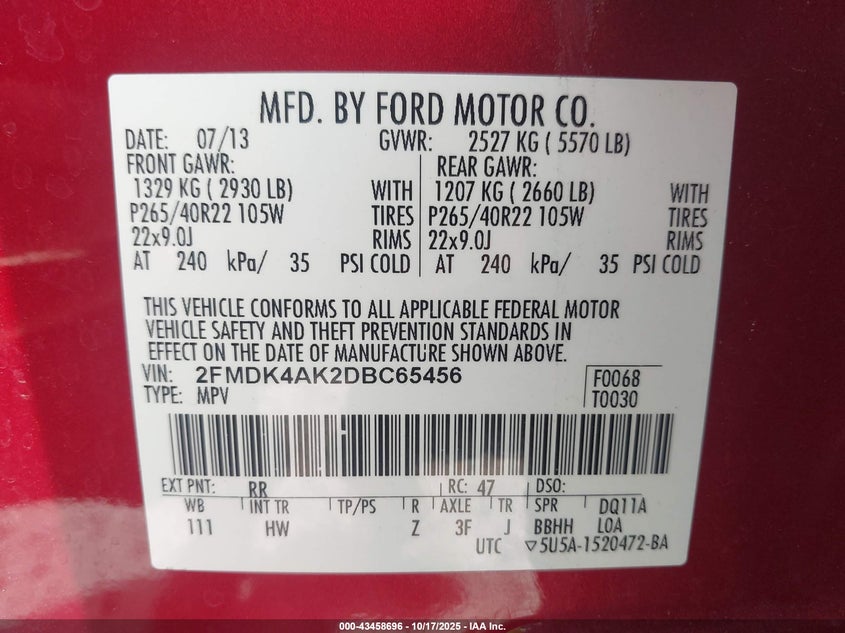 MFD. BY FORD MOTOR CO.
DATE: 07/13 GVWR: 2527 KG ( 5570 LB)
FRONT GAWR: REAR GAWR:
1329 KG ( 2930 LB) WITH 1207 KG ( 2660 LB) WITH
P265/40R22 105W TIRES P265/40R22 105W TIRES
22x9.0J RIMS 22x9.0J RIMS
AT 240 kPa/ 35 PSI COLD AT 240 kPa/ 35 PSI COLD
THIS VEHICLE CONFORMS TO ALL APPLICABLE FEDERAL MOTOR
VEHICLE SAFETY AND THEFT PREVENTION STANDARDS IN
EFFECT ON THE DATE OF MANUFACTURE SHOWN ABOVE.
VIN: 2FMDK4AK2DBC65456 F0068
TYPE: MPV T0030
EXT PNT: RR RC: 47 DSO:
WB INT TR TP/PS R AXLE TR SPR DQ11A
111 HW Z 3F J BBHH LOA
UTC ▽5U5A-1520472-BA
000-43458696 - 10/17/2025 - IAA Inc.